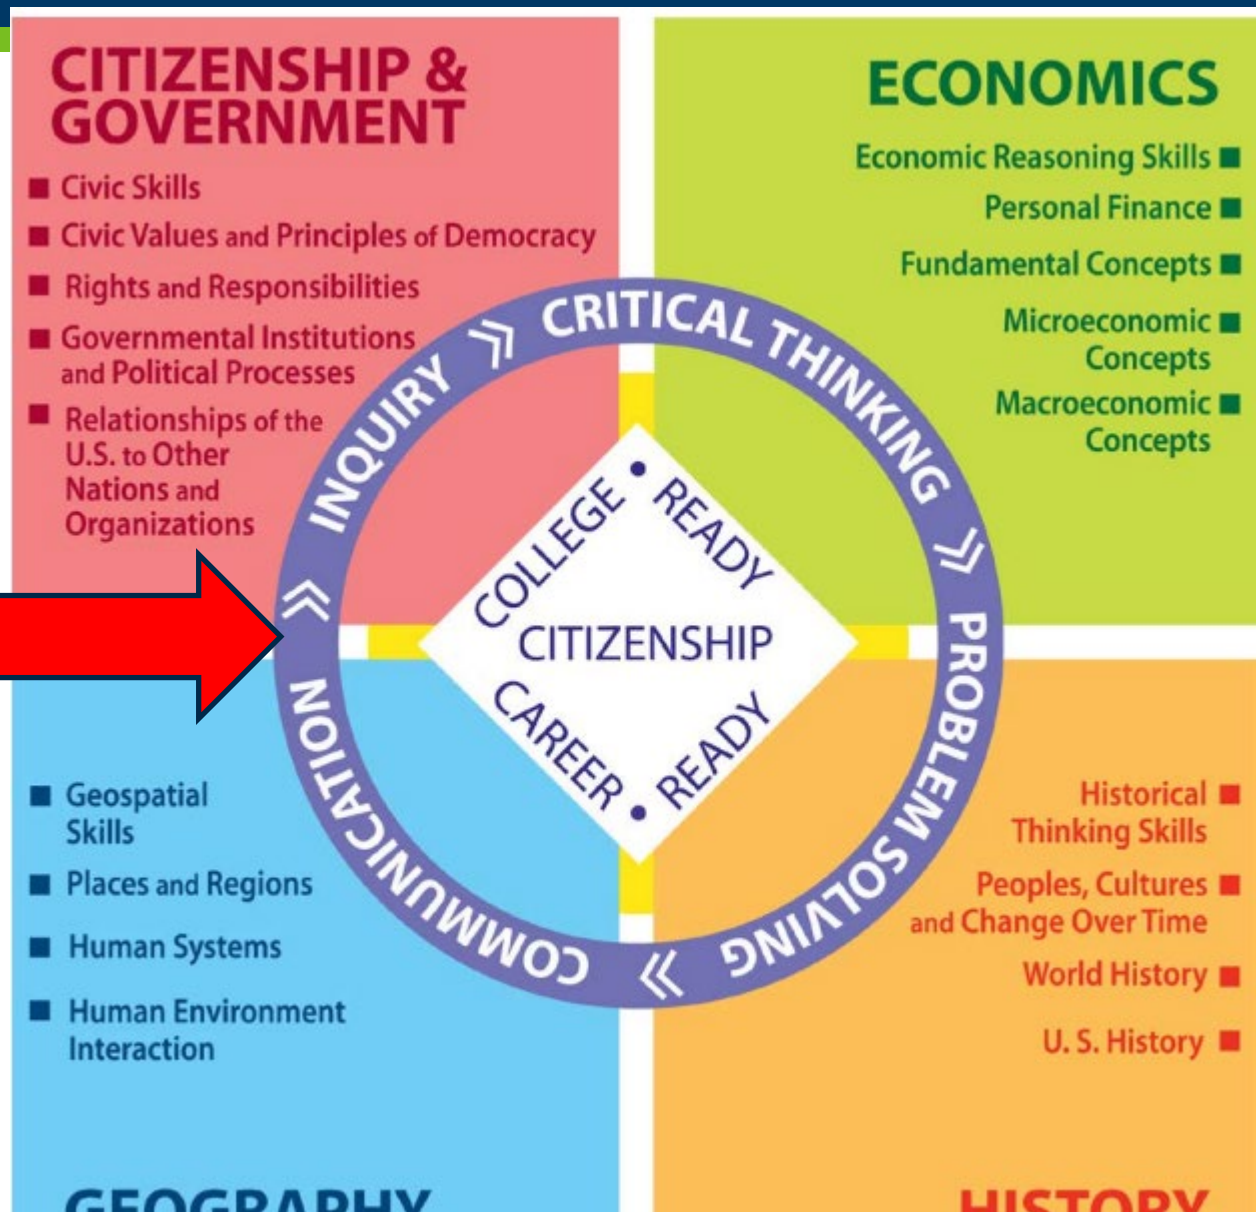 CITIZENSHIP &
GOVERNMENT
■ Civic Skills
■ Civic Values and Principles of Democracy
■ Rights and Responsibilities
■ Governmental Institutions
and Political Processes
■ Relationships of the
U.S. to Other
Nations and
Organizations
ECONOMICS
Economic Reasoning Skills ■
Personal Finance ■
Fundamental Concepts ■
Microeconomic ■
Concepts
Macroeconomic ■
Concepts
INQUIRY » CRITICAL THINKING » PROBLEM SOLVING » COMMUNICATION »
COLLEGE • READY
CITIZENSHIP
CAREER • READY
■ Geospatial
Skills
■ Places and Regions
■ Human Systems
■ Human Environment
Interaction
GEOGRAPHY
Historical ■
Thinking Skills
Peoples, Cultures ■
and Change Over Time
World History ■
U. S. History ■
HISTORY